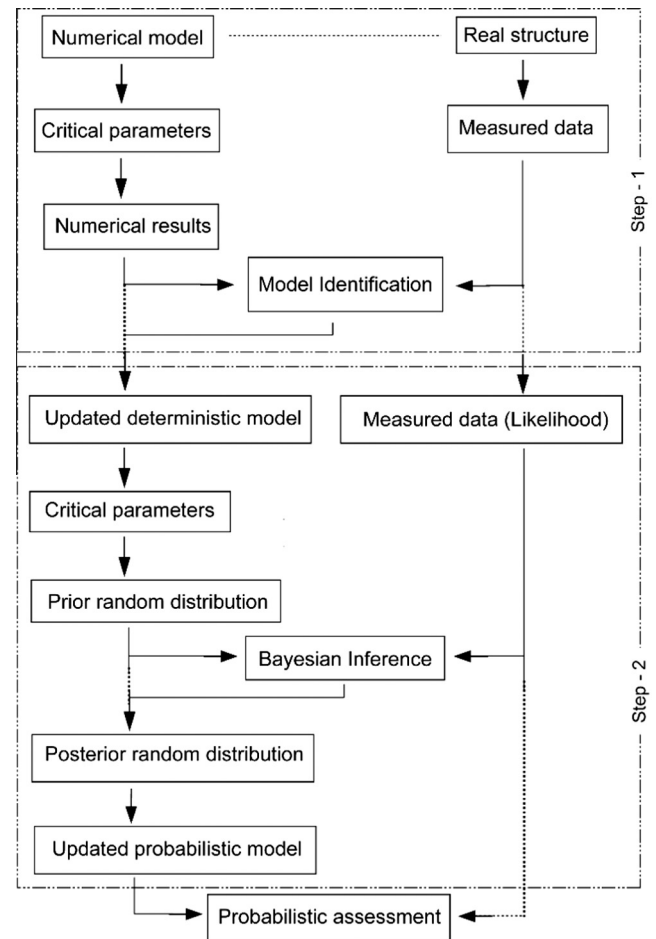 Numerical model
Real structure
Critical parameters
Measured data
Numerical results
Model Identification
Step - 1
Updated deterministic model
Measured data (Likelihood)
Critical parameters
Prior random distribution
Bayesian Inference
Posterior random distribution
Updated probabilistic model
Step - 2
Probabilistic assessment